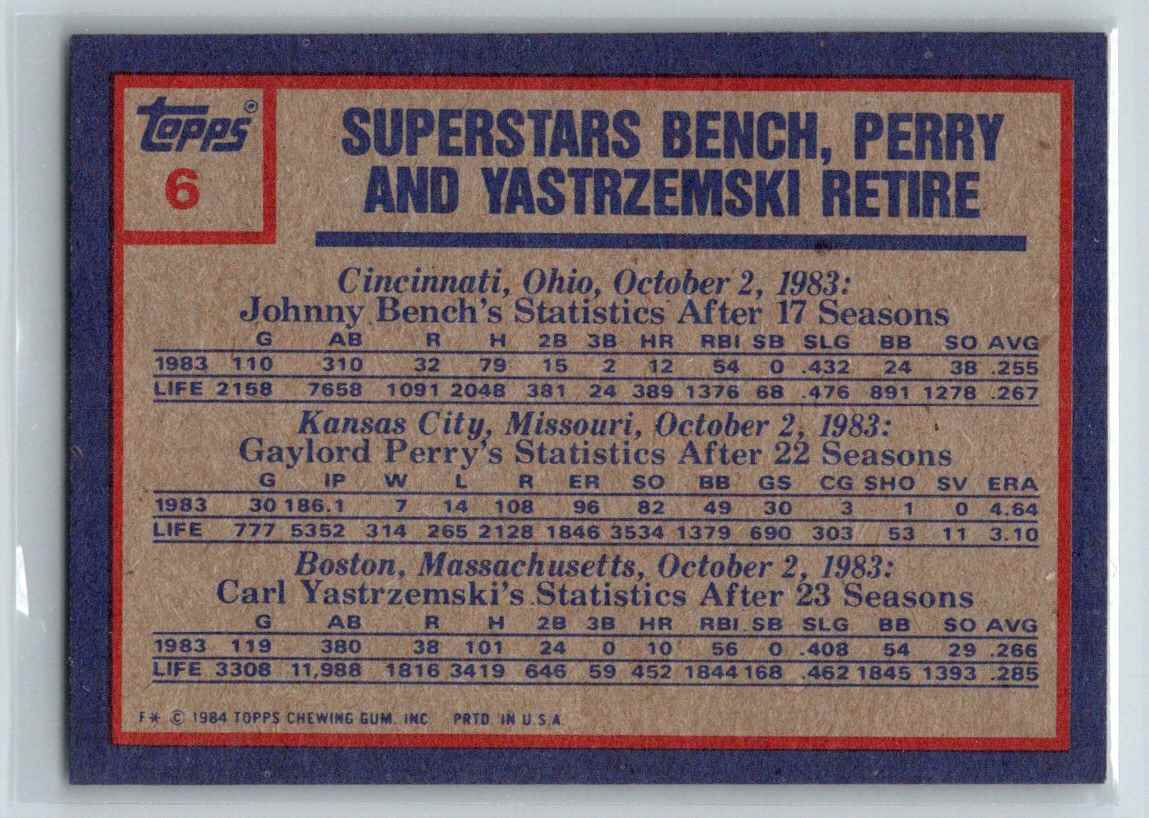 topps®
6
SUPERSTARS BENCH, PERRY
AND YASTRZEMSKI RETIRE
Cincinnati, Ohio, October 2, 1983:
Johnny Bench's Statistics After 17 Seasons
G AB R H 2B 3B HR RBI SB SLG BB SO AVG
1983 110 310 32 79 15 2 12 54 0 .432 24 38 .255
LIFE 2158 7658 1091 2048 381 24 389 1376 68 .476 891 1278 .267
Kansas City, Missouri, October 2, 1983:
Gaylord Perry's Statistics After 22 Seasons
G IP W L R ER SO BB GS CG SHO SV ERA
1983 30 186.1 7 14 108 96 82 49 30 3 1 0 4.64
LIFE 777 5352 314 265 2128 1846 3534 1379 690 303 53 11 3.10
Boston, Massachusetts, October 2, 1983:
Carl Yastrzemski's Statistics After 23 Seasons
G AB R H 2B 3B HR RBI SB SLG BB SO AVG
1983 119 380 38 101 24 0 10 56 0 .408 54 29 .266
LIFE 3308 11,988 1816 3419 646 59 452 1844 168 .462 1845 1393 .285
F* © 1984 TOPPS CHEWING GUM, INC PRTD. IN U.S.A.